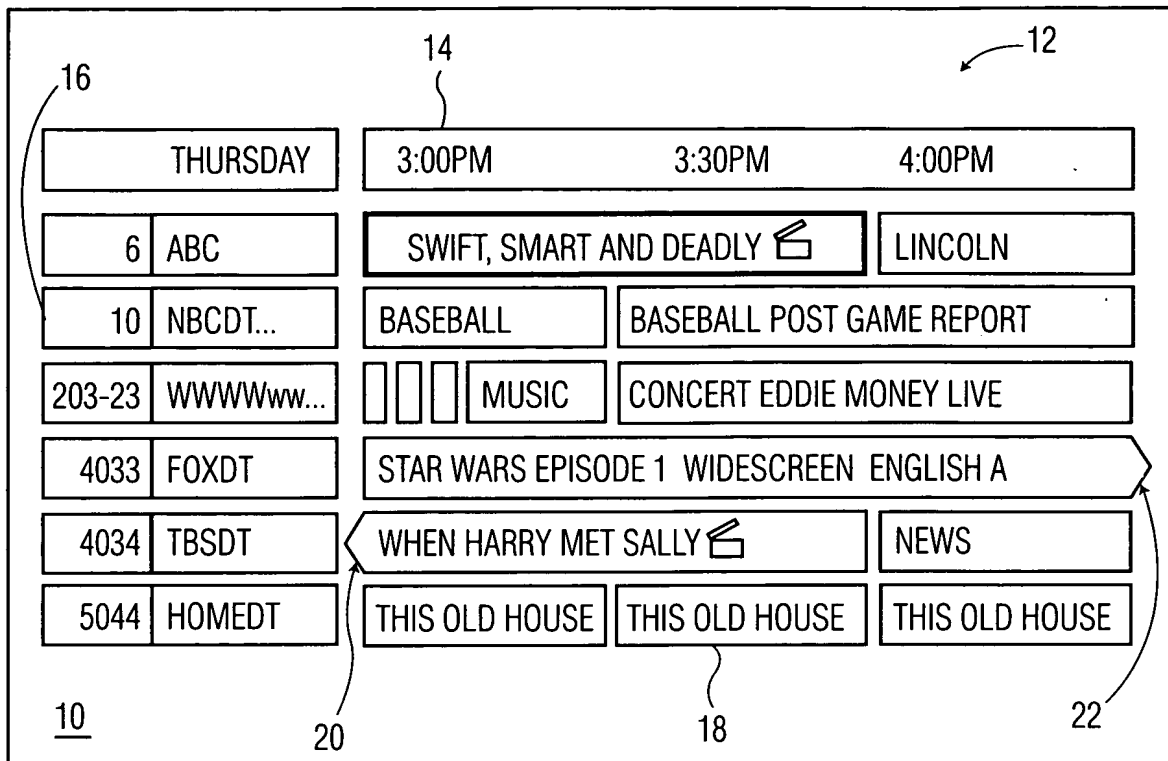 12
14
16
THURSDAY 3:00PM 3:30PM 4:00PM
6 ABC SWIFT, SMART AND DEADLY LINCOLN
10 NBCDT... BASEBALL BASEBALL POST GAME REPORT
203-23 WWWWww... MUSIC CONCERT EDDIE MONEY LIVE
4033 FOXDT STAR WARS EPISODE 1 WIDESCREEN ENGLISH A
4034 TBSDT WHEN HARRY MET SALLY NEWS
5044 HOMEDT THIS OLD HOUSE THIS OLD HOUSE THIS OLD HOUSE
10 20 18 22